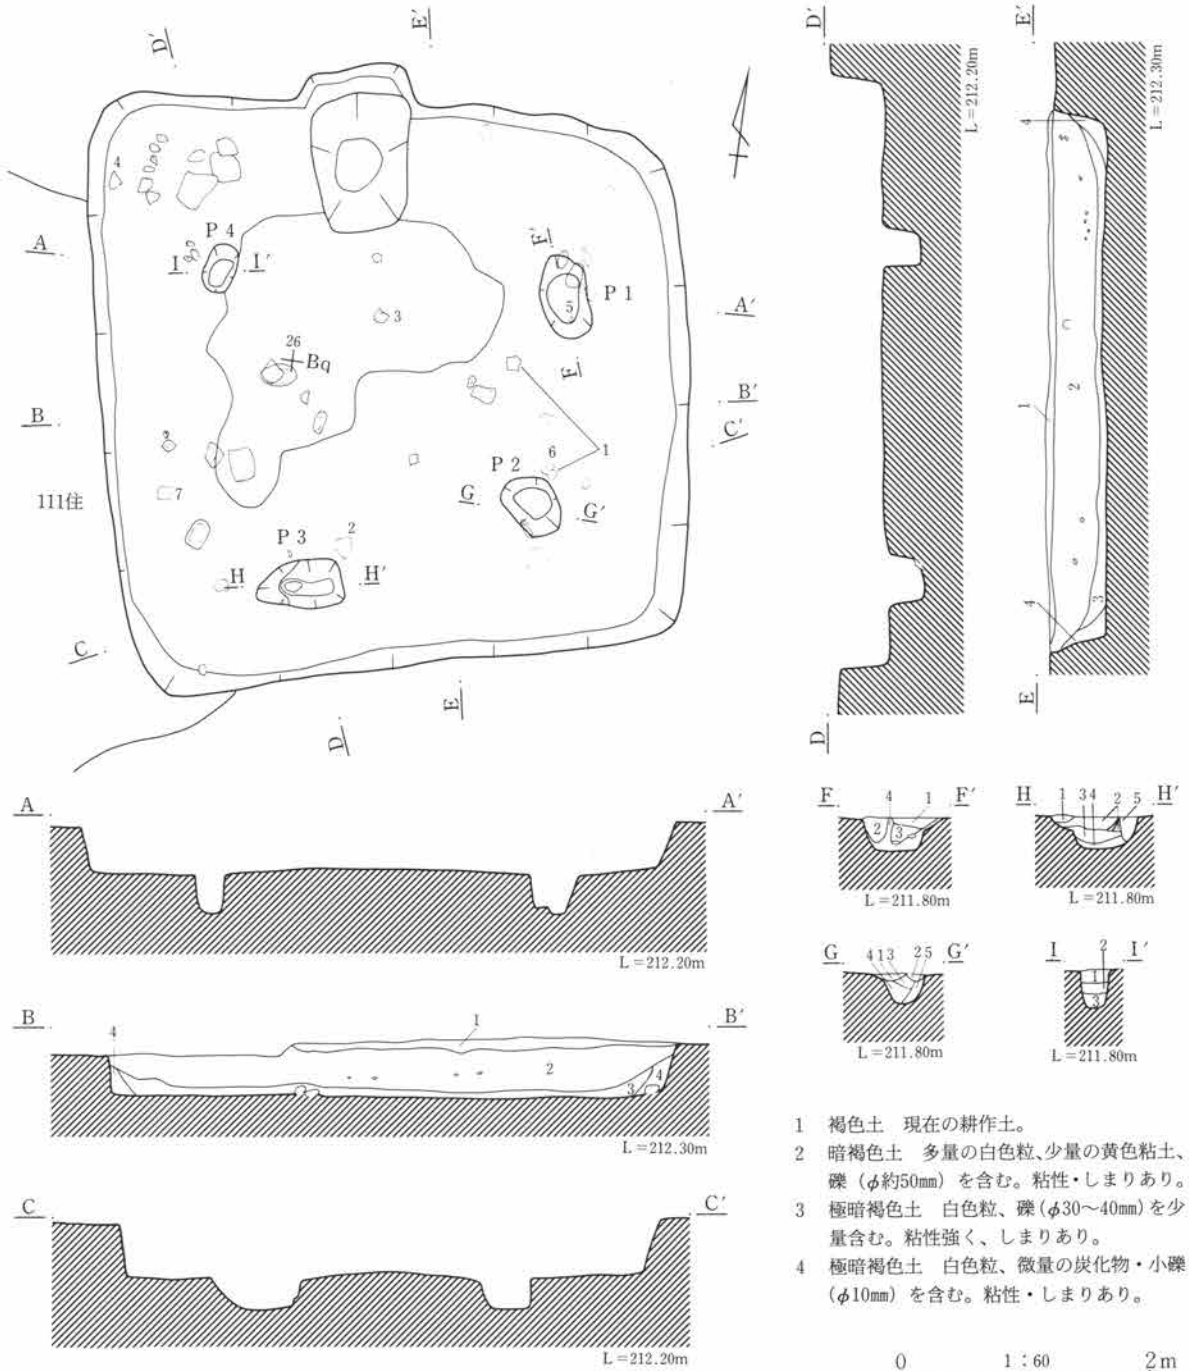 D′
E′
D′
E′
L=212.20m
L=212.30m
4
4
A
P 4
I
I′
F′
P 1
5
A′
3
26
Bq
F
B
B′
C′
1
2
1
6
P 2
G
G′
111住
7
P 3
2
H
H′
C
3
4
E
D
E
D
A
A′
L=212.20m
F
4
1
F′
2
3
L=211.80m
H
1
3 4
2
5
H′
L=211.80m
G
4 1 3
2 5
G′
L=211.80m
I
2
I′
1
3
L=211.80m
B
B′
4
1
2
3
4
L=212.30m
C
C′
L=212.20m
1 褐色土 現在の耕作土。
2 暗褐色土 多量の白色粒、少量の黄色粘土、
礫(φ約50mm)を含む。粘性・しまりあり。
3 極暗褐色土 白色粒、礫(φ30〜40mm)を少
量含む。粘性強く、しまりあり。
4 極暗褐色土 白色粒、微量の炭化物・小礫
(φ10mm)を含む。粘性・しまりあり。
0 1:60 2m